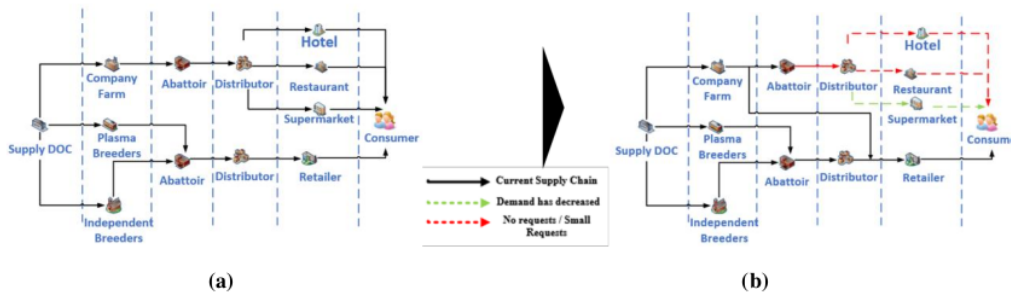 Hotel
Company
Farm
Abattoir
Distributor
Restaurant
Supermarket
Consumer
Supply DOC
Plasma
Breeders
Abattoir
Distributor
Retailer
Independent
Breeders
(a)
Current Supply Chain
Demand has decreased
No requests / Small
Requests
Hotel
Company
Farm
Abattoir
Distributor
Restaurant
Supermarket
Consume
Supply DOC
Plasma
Breeders
Abattoir
Distributor
Retailer
Independent
Breeders
(b)